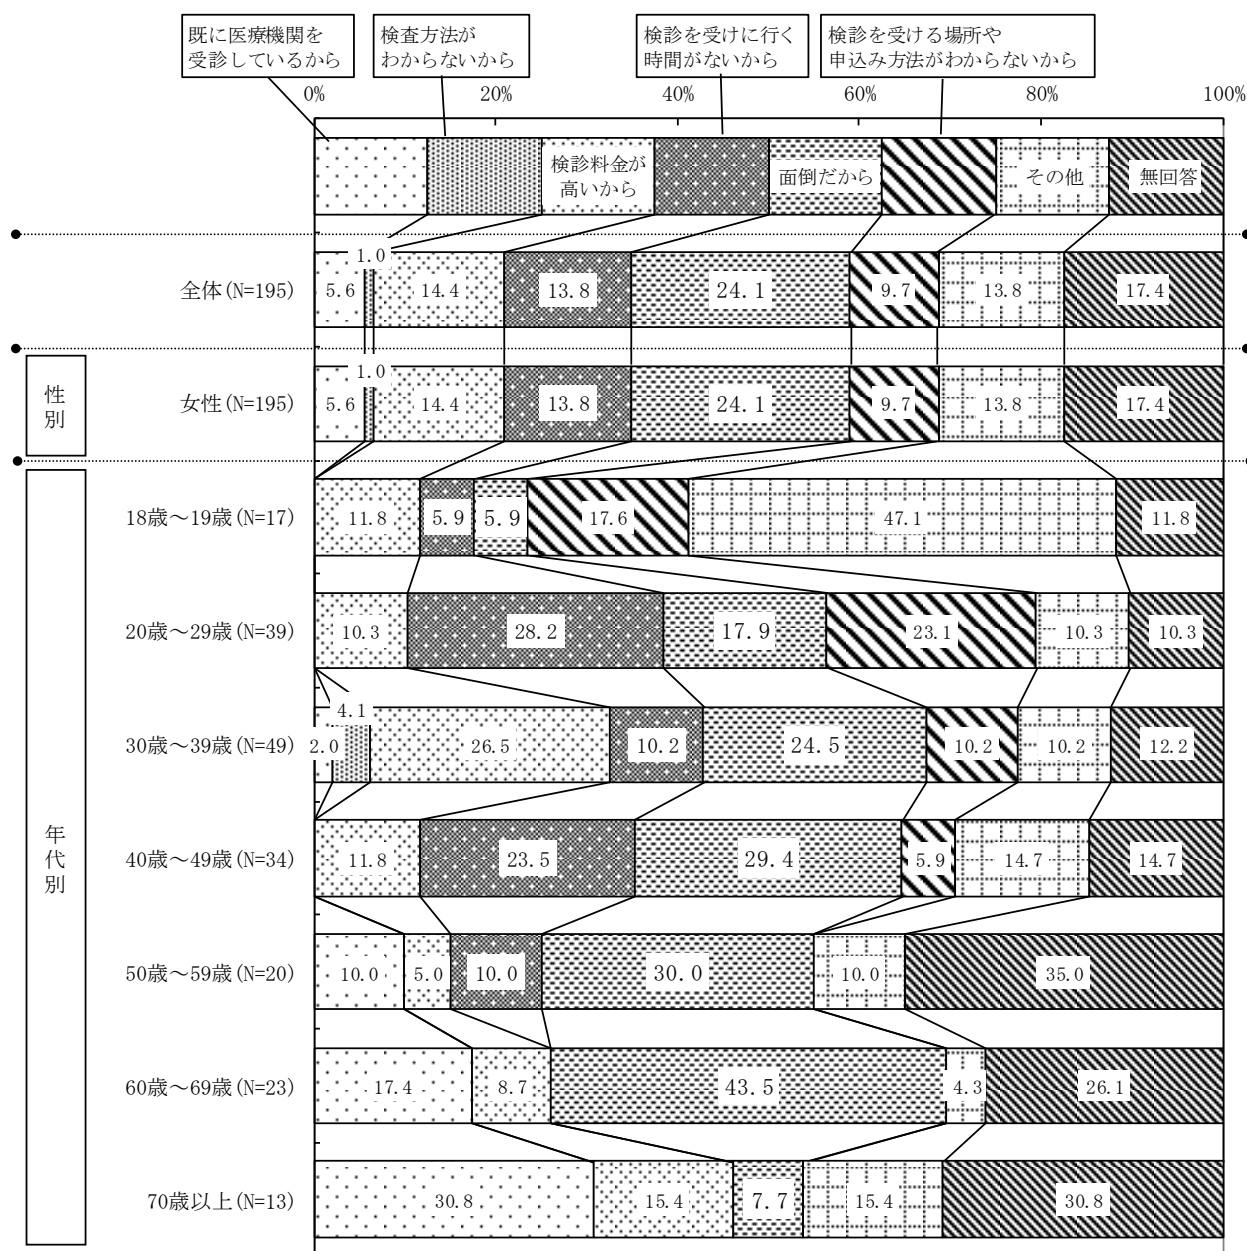 既に医療機関を
受診しているから
検査方法が
わからないから
検診を受けに行く
時間がないから
検診を受ける場所や
申込み方法がわからないから
0%
20%
40%
60%
80%
100%
検診料金が
高いから
面倒だから
その他
無回答
全体(N=195)
5.6
1.0
14.4
13.8
24.1
9.7
13.8
17.4
性別
女性(N=195)
5.6
1.0
14.4
13.8
24.1
9.7
13.8
17.4
年代別
18歳～19歳(N=17)
11.8
5.9
5.9
17.6
47.1
11.8
20歳～29歳(N=39)
10.3
28.2
17.9
23.1
10.3
10.3
30歳～39歳(N=49)
2.0
4.1
26.5
10.2
24.5
10.2
10.2
12.2
40歳～49歳(N=34)
11.8
23.5
29.4
5.9
14.7
14.7
50歳～59歳(N=20)
10.0
5.0
10.0
30.0
10.0
35.0
60歳～69歳(N=23)
17.4
8.7
43.5
4.3
26.1
70歳以上(N=13)
30.8
15.4
7.7
15.4
30.8